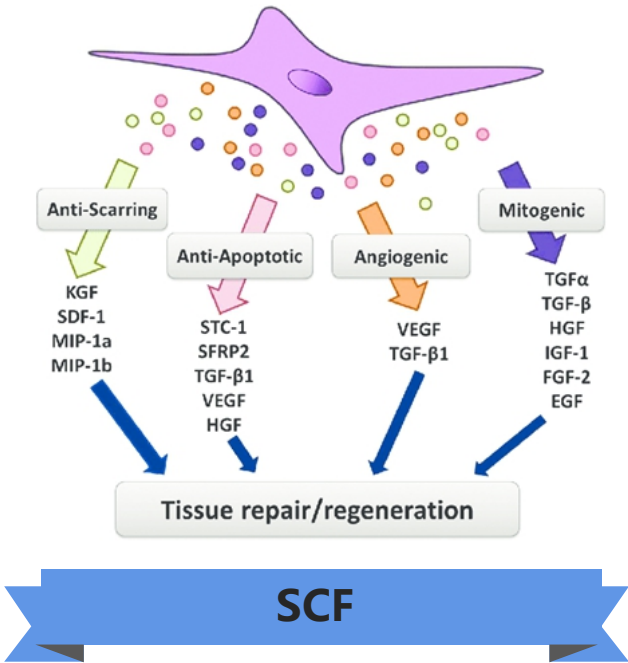 Anti-Scarring
KGF
SDF-1
MIP-1a
MIP-1b
Anti-Apoptotic
STC-1
SFRP2
TGF-β1
VEGF
HGF
Angiogenic
VEGF
TGF-β1
Mitogenic
TGFα
TGF-β
HGF
IGF-1
FGF-2
EGF
Tissue repair/regeneration
SCF